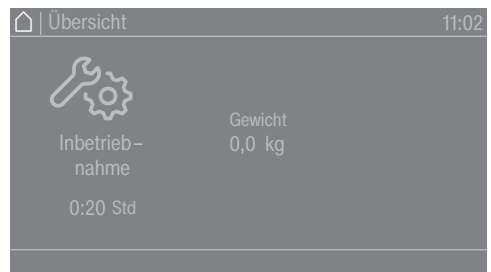 | Übersicht 11:02
Inbetrieb–
nahme
0:20 Std
Gewicht
0,0 kg